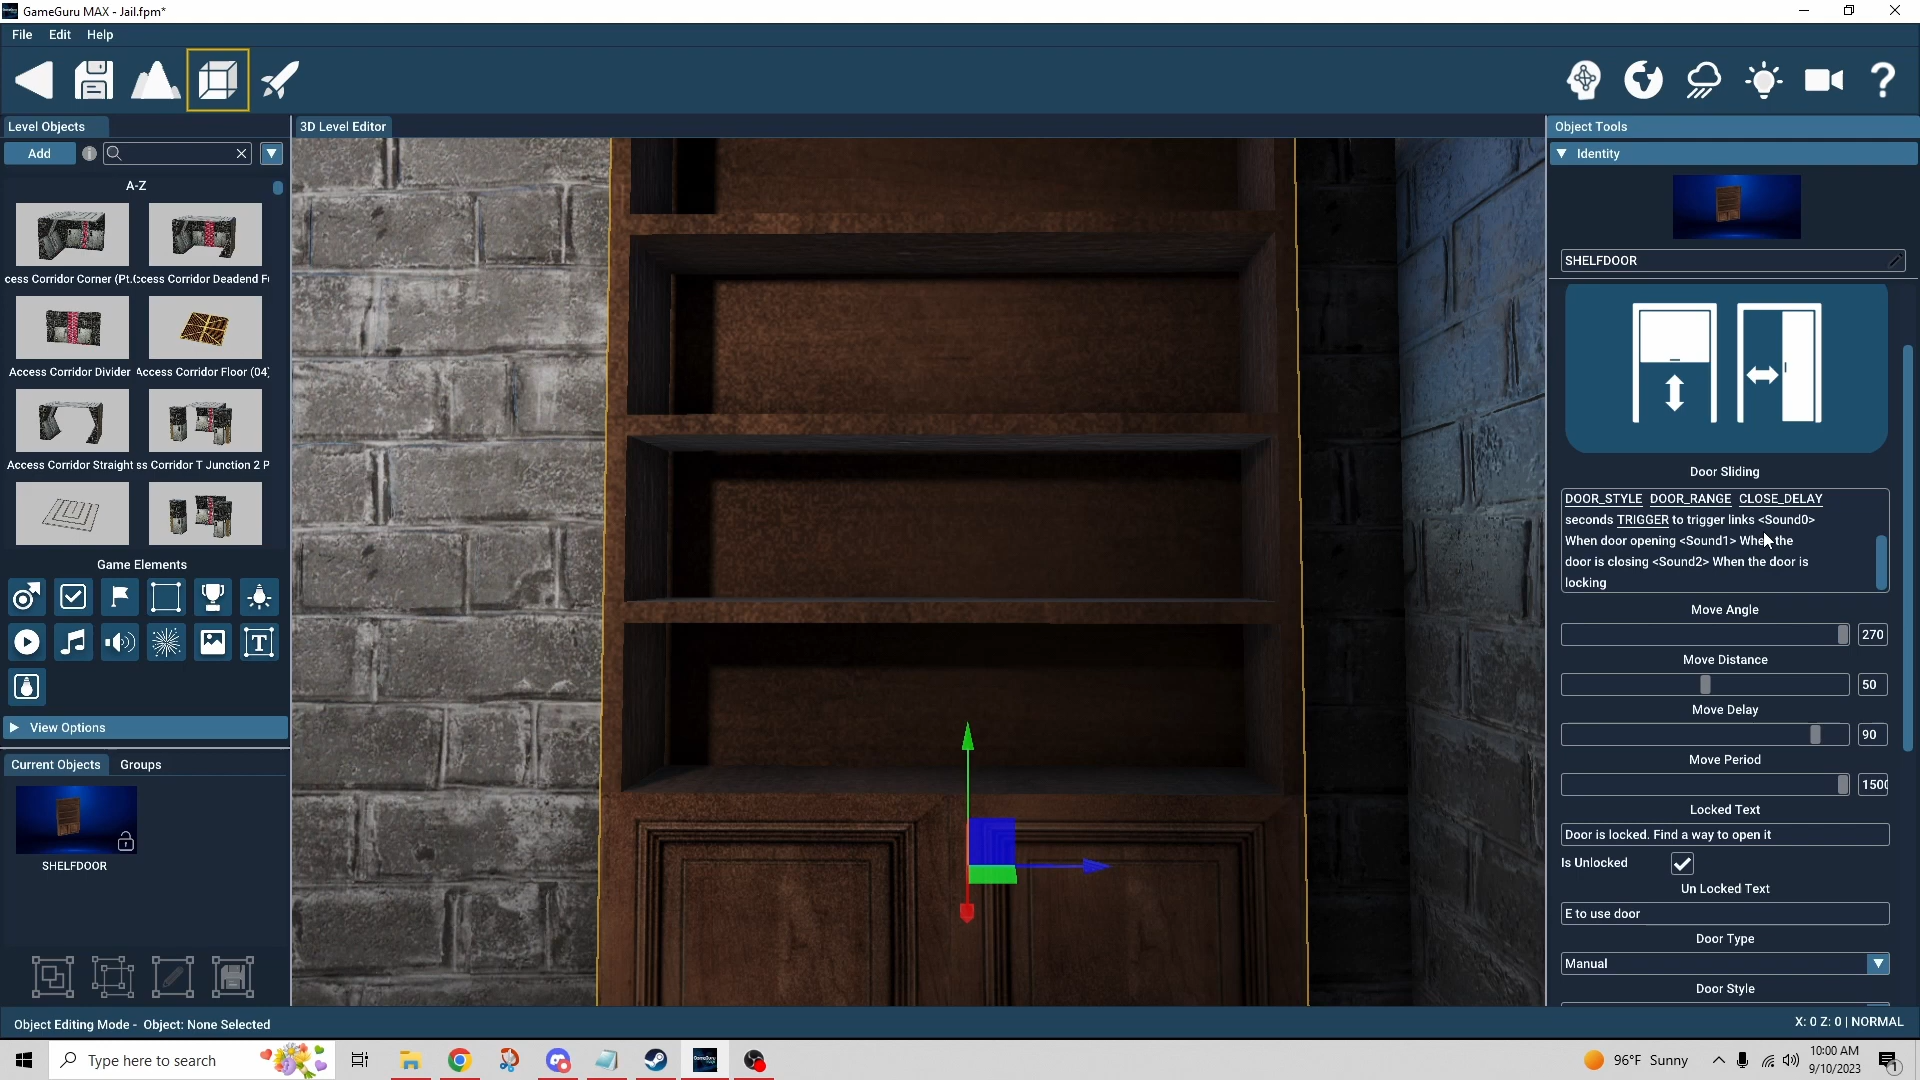 GameGuru MAX - Jail.fpm*
File Edit Help
Level Objects
3D Level Editor
Object Tools
Add
Identity
A-Z
cess Corridor Corner (Pt.(
ccess Corridor Deadend F
SHELFDOOR
Access Corridor Divider
Access Corridor Floor (04)
Access Corridor Straight
ss Corridor T Junction 2 P
Door Sliding
DOOR_STYLE DOOR_RANGE CLOSE_DELAY
seconds TRIGGER to trigger links <Sound0>
When door opening <Sound1> When the
door is closing <Sound2> When the door is
locking
Game Elements
Move Angle
270
Move Distance
50
Move Delay
90
Move Period
1500
View Options
Current Objects Groups
SHELFDOOR
Locked Text
Door is locked. Find a way to open it
Is Unlocked
Un Locked Text
E to use door
Door Type
Manual
Door Style
Object Editing Mode - Object: None Selected
X: 0 Z: 0 | NORMAL
Type here to search
96°F Sunny
10:00 AM
9/10/2023
1